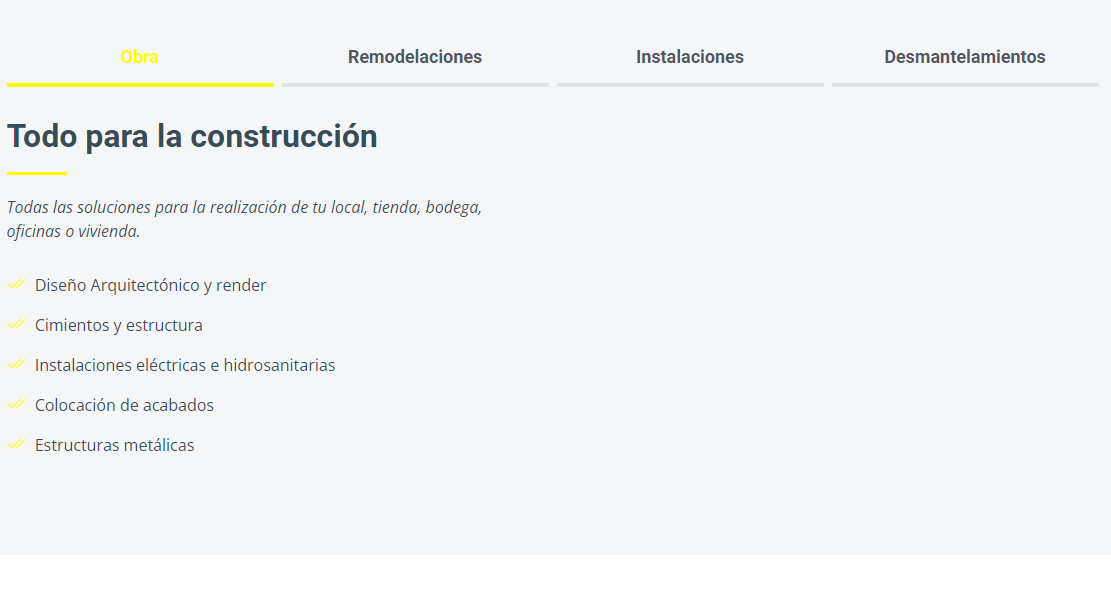 Obra
Remodelaciones
Instalaciones
Desmantelamientos
Todo para la construcción
Todas las soluciones para la realización de tu local, tienda, bodega,
oficinas o vivienda.
Diseño Arquitectónico y render
Cimientos y estructura
Instalaciones eléctricas e hidrosanitarias
Colocación de acabados
Estructuras metálicas